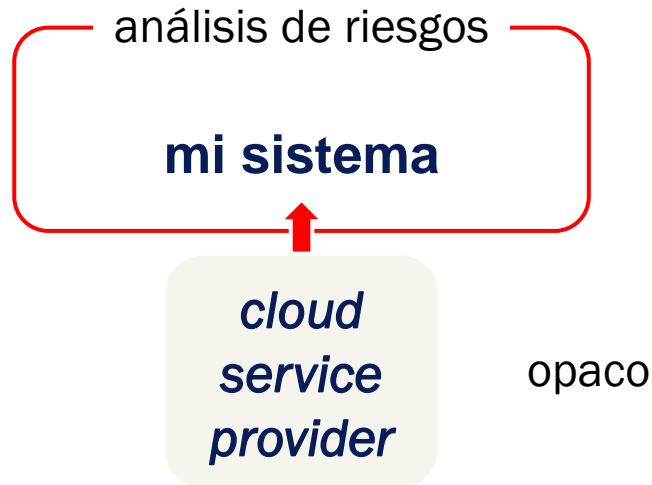 análisis de riesgos
mi sistema
cloud
service
provider
opaco